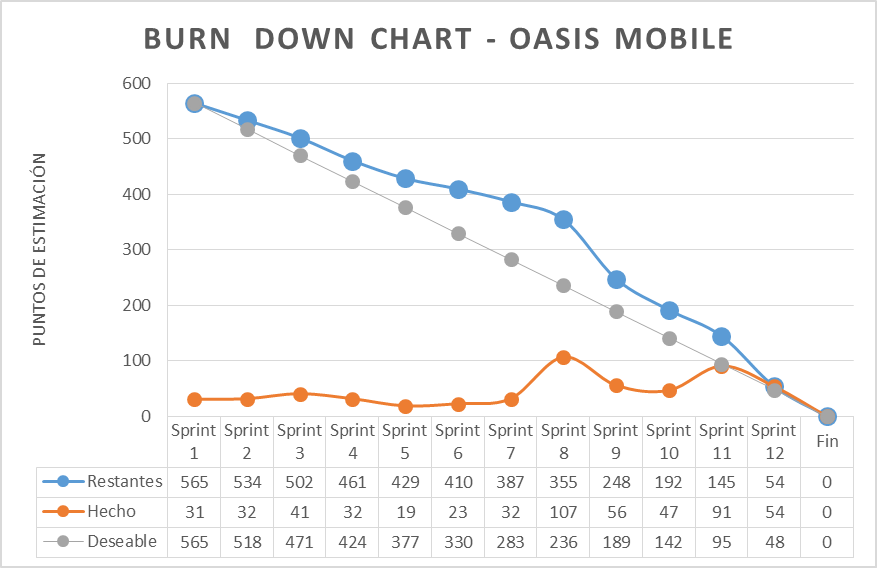 BURN DOWN CHART - OASIS MOBILE
PUNTOS DE ESTIMACIÓN
600
500
400
300
200
100
0
Sprint 1 Sprint 2 Sprint 3 Sprint 4 Sprint 5 Sprint 6 Sprint 7 Sprint 8 Sprint 9 Sprint 10 Sprint 11 Sprint 12 Fin
Restantes 565 534 502 461 429 410 387 355 248 192 145 54 0
Hecho 31 32 41 32 19 23 32 107 56 47 91 54 0
Deseable 565 518 471 424 377 330 283 236 189 142 95 48 0